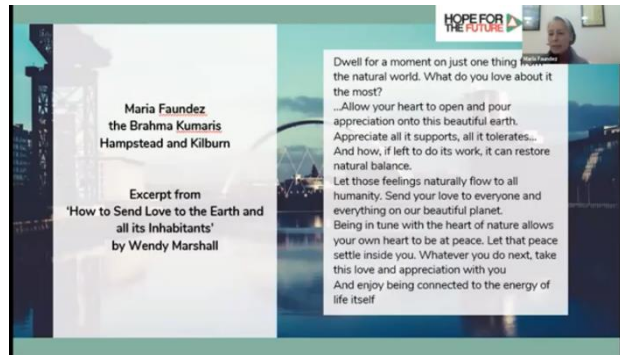 HOPE FOR
THE FUTURE
Maria Faundez
Maria Faundez
the Brahma Kumaris
Hampstead and Kilburn
Excerpt from
'How to Send Love to the Earth and
all its Inhabitants'
by Wendy Marshall
Dwell for a moment on just one thing
the natural world. What do you love about it
the most?
...Allow your heart to open and pour
appreciation onto this beautiful earth.
Appreciate all it supports, all it tolerates...
And how, if left to do its work, it can restore
natural balance.
Let those feelings naturally flow to all
humanity. Send your love to everyone and
everything on our beautiful planet.
Being in tune with the heart of nature allows
your own heart to be at peace. Let that peace
settle inside you. Whatever you do next, take
this love and appreciation with you
And enjoy being connected to the energy of
life itself